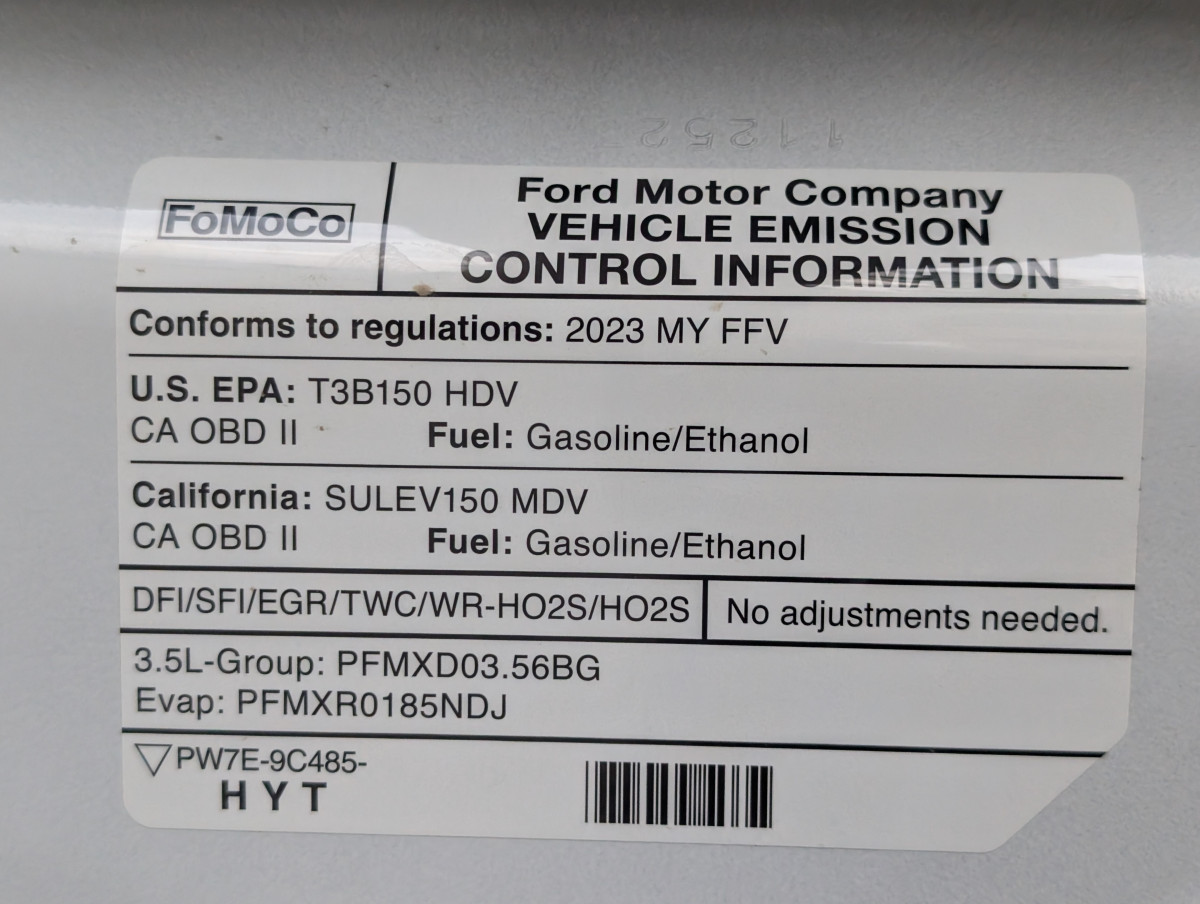 11252
FoMoCo
Ford Motor Company
VEHICLE EMISSION
CONTROL INFORMATION
Conforms to regulations: 2023 MY FFV
U.S. EPA: T3B150 HDV
CA OBD II Fuel: Gasoline/Ethanol
California: SULEV150 MDV
CA OBD II Fuel: Gasoline/Ethanol
DFI/SFI/EGR/TWC/WR-HO2S/HO2S No adjustments needed.
3.5L-Group: PFMXD03.56BG
Evap: PFMXR0185NDJ
PW7E-9C485-
HYT